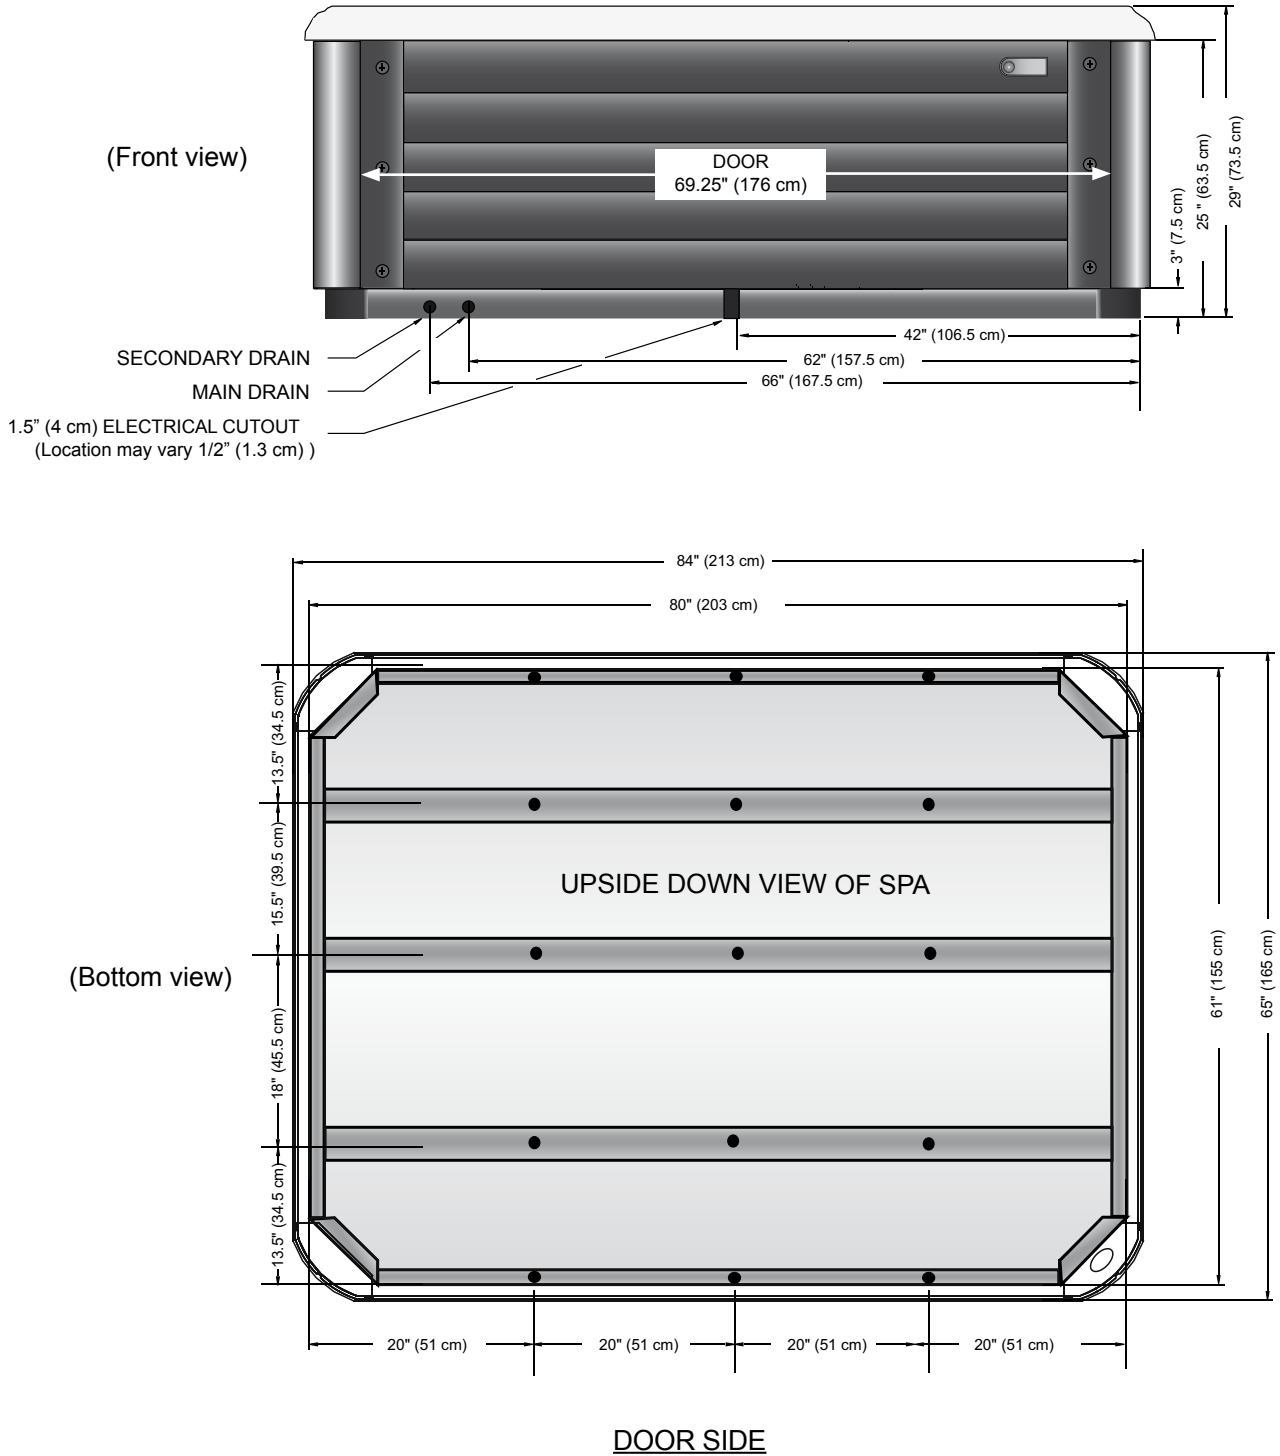 (Front view)
DOOR
69.25" (176 cm)
3" (7.5 cm)
25 " (63.5 cm)
29" (73.5 cm)
42" (106.5 cm)
62" (157.5 cm)
66" (167.5 cm)
SECONDARY DRAIN
MAIN DRAIN
1.5” (4 cm) ELECTRICAL CUTOUT
(Location may vary 1/2” (1.3 cm) )
84" (213 cm)
80" (203 cm)
13.5" (34.5 cm)
15.5" (39.5 cm)
UPSIDE DOWN VIEW OF SPA
(Bottom view)
18" (45.5 cm)
13.5" (34.5 cm)
61" (155 cm)
65" (165 cm)
20" (51 cm)
20" (51 cm)
20" (51 cm)
20" (51 cm)
DOOR SIDE